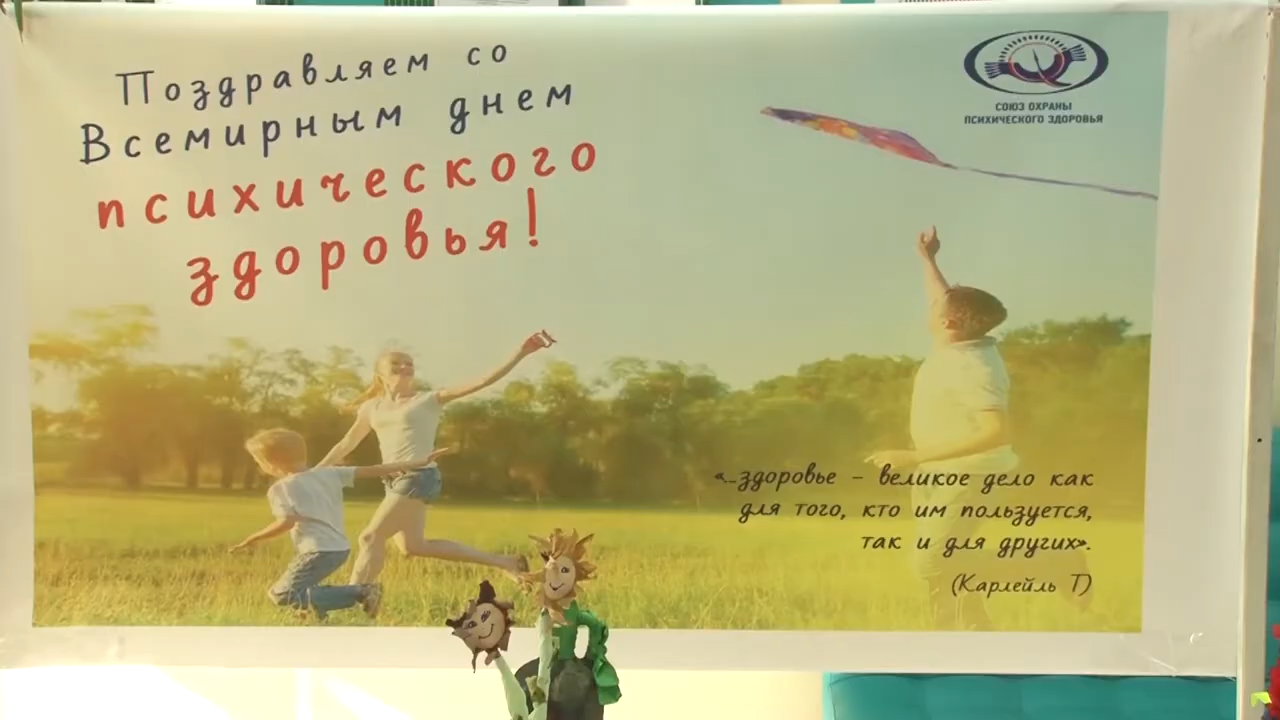 Поздравляем со
Всемирным днем
психического
здоровья!
СОЮЗ ОХРАНЫ
ПСИХИЧЕСКОГО ЗДОРОВЬЯ
«...здоровье – великое дело как
для того, кто им пользуется,
так и для других».
(Карлейль Т)